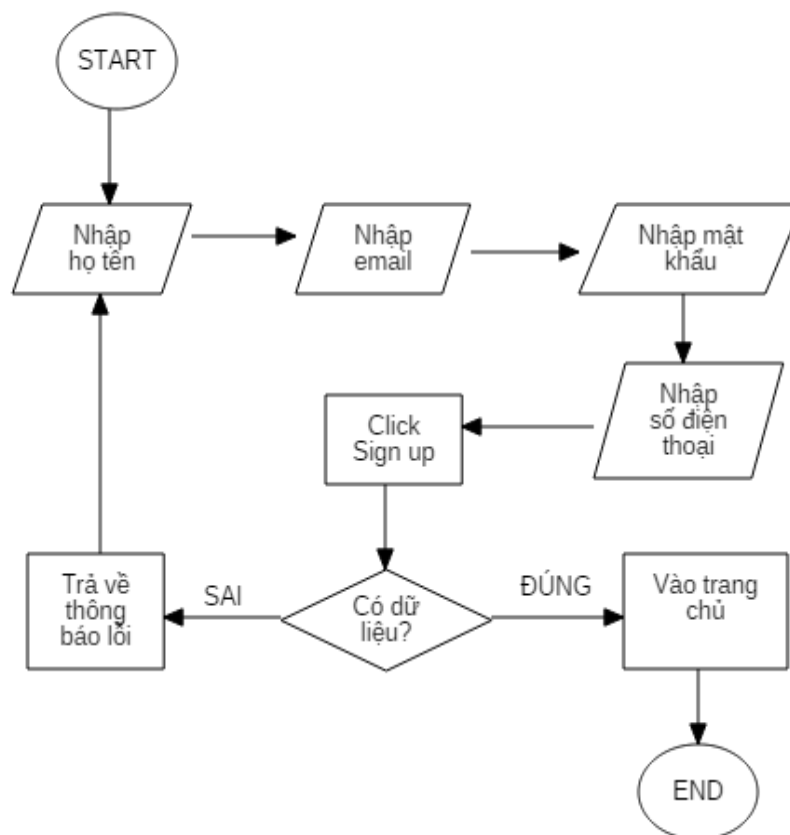 START
Nhập
họ tên
Nhập
email
Nhập mật
khẩu
Nhập
số điện
thoại
Click
Sign up
Có dữ
liệu?
SAI
ĐÚNG
Trả về
thông
báo lỗi
Vào trang
chủ
END